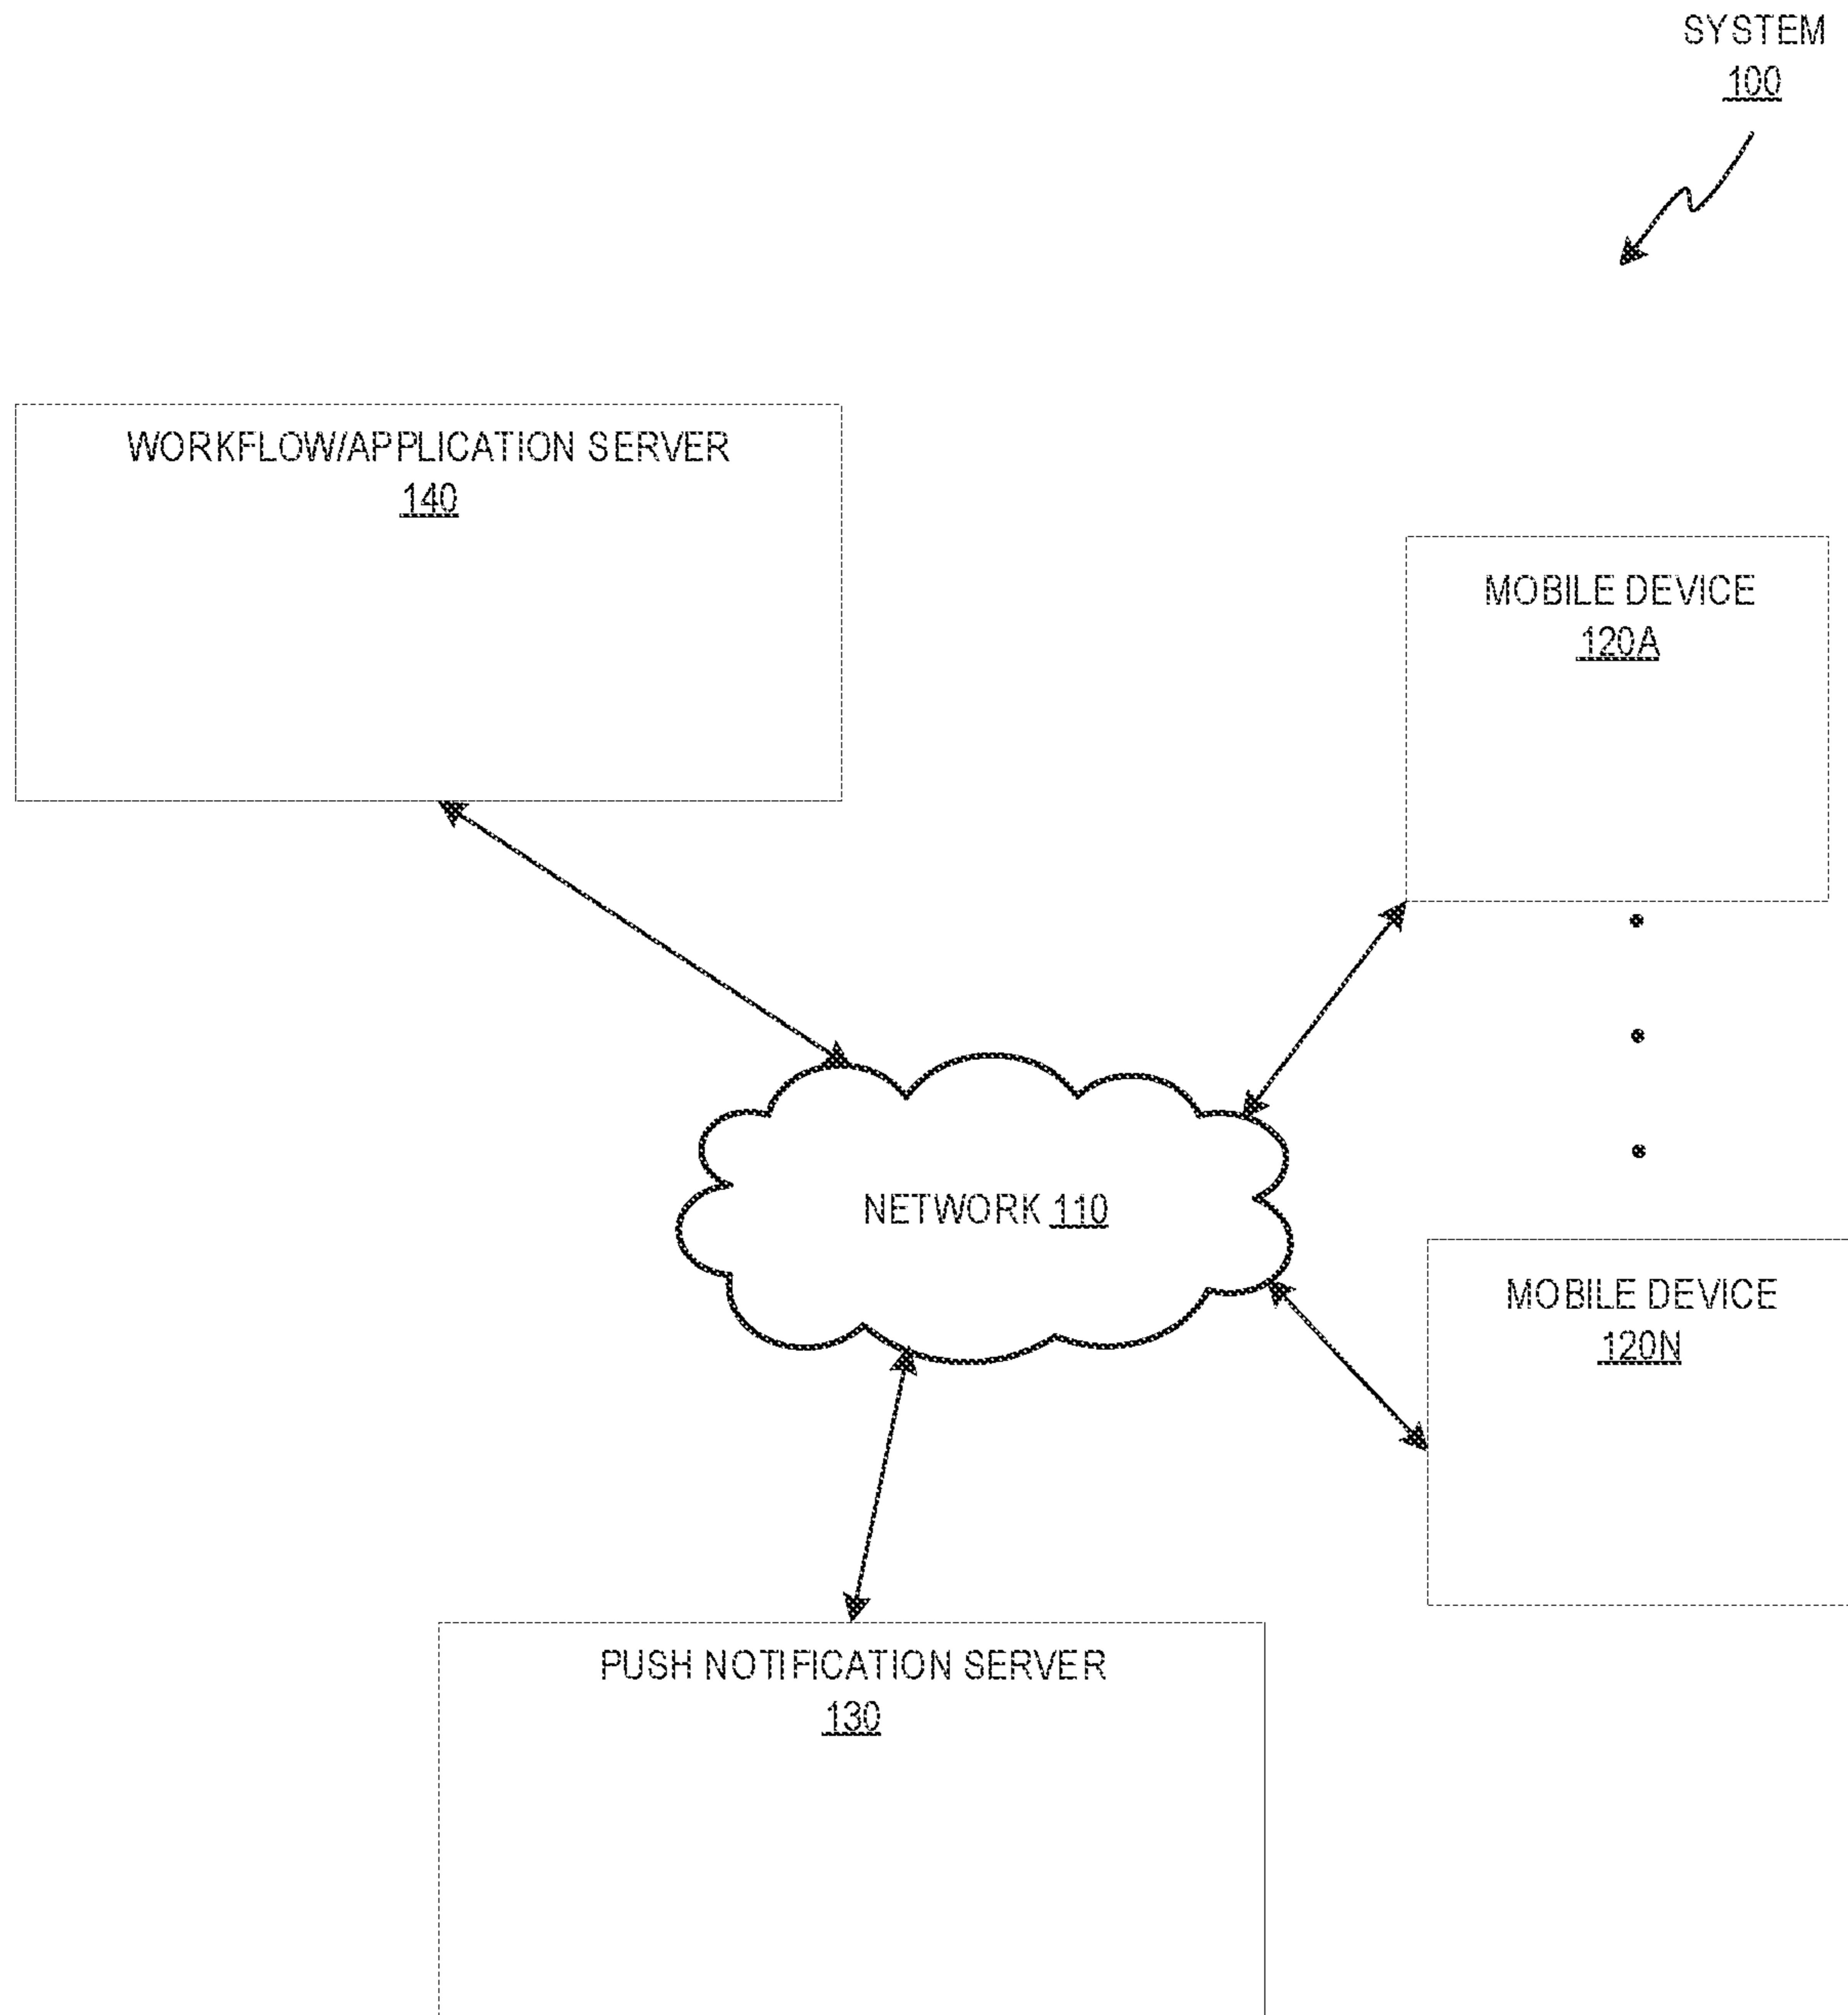 SYSTEM
100
WORKFLOW/APPLICATION SERVER
140
MOBILE DEVICE
120A
NETWORK 110
MOBILE DEVICE
120N
PUSH NOTIFICATION SERVER
130